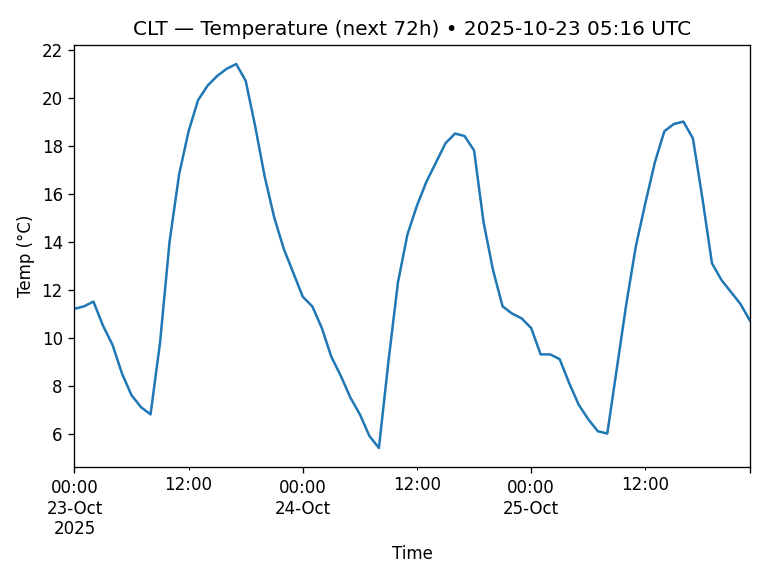 CLT — Temperature (next 72h) • 2025-10-23 05:16 UTC
Temp (°C)
22
20
18
16
14
12
10
8
6
00:00 12:00 00:00 12:00 00:00 12:00
23-Oct 24-Oct 25-Oct
2025
Time